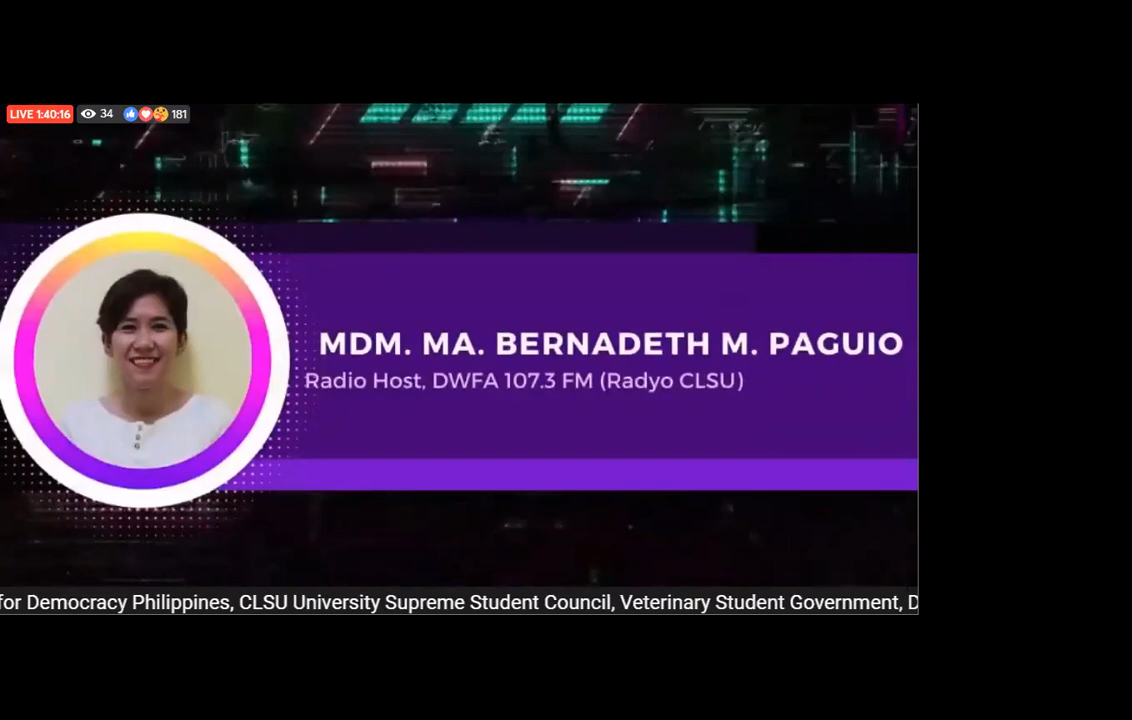 LIVE 1:40:16 34 181
MDM. MA. BERNADETH M. PAGUIO
Radio Host, DWFA 107.3 FM (Radyo CLSU)
for Democracy Philippines, CLSU University Supreme Student Council, Veterinary Student Government, D